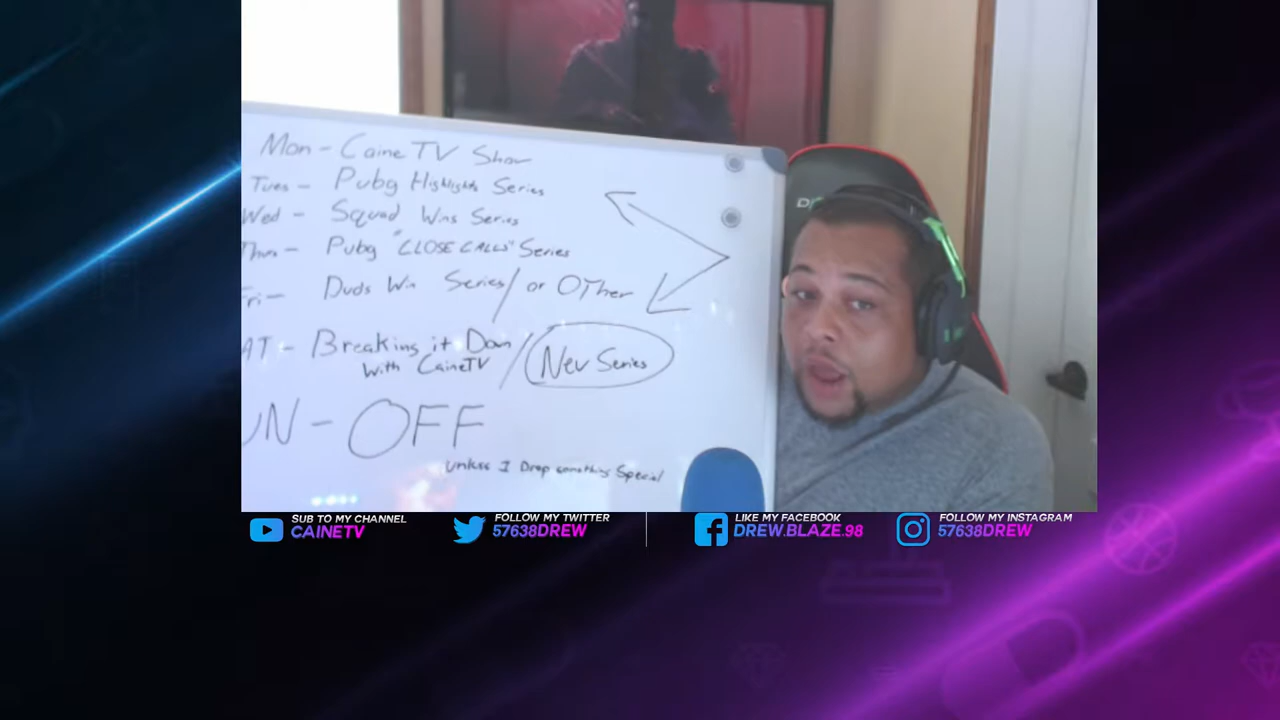 Mon - Caine TV Show
Tues - Pubg Highlights Series
Wed - Squad Wins Series
Thurs - Pubg "CLOSE CALLS" Series
Fri - Duos Win Series / or OTher
AT - Breaking it Down / New Series
with CaineTV
UN - OFF
unless I Drop something Special
D
SUB TO MY CHANNEL
CAINETV
FOLLOW MY TWITTER
57638DREW
LIKE MY FACEBOOK
DREW.BLAZE.98
FOLLOW MY INSTAGRAM
57638DREW